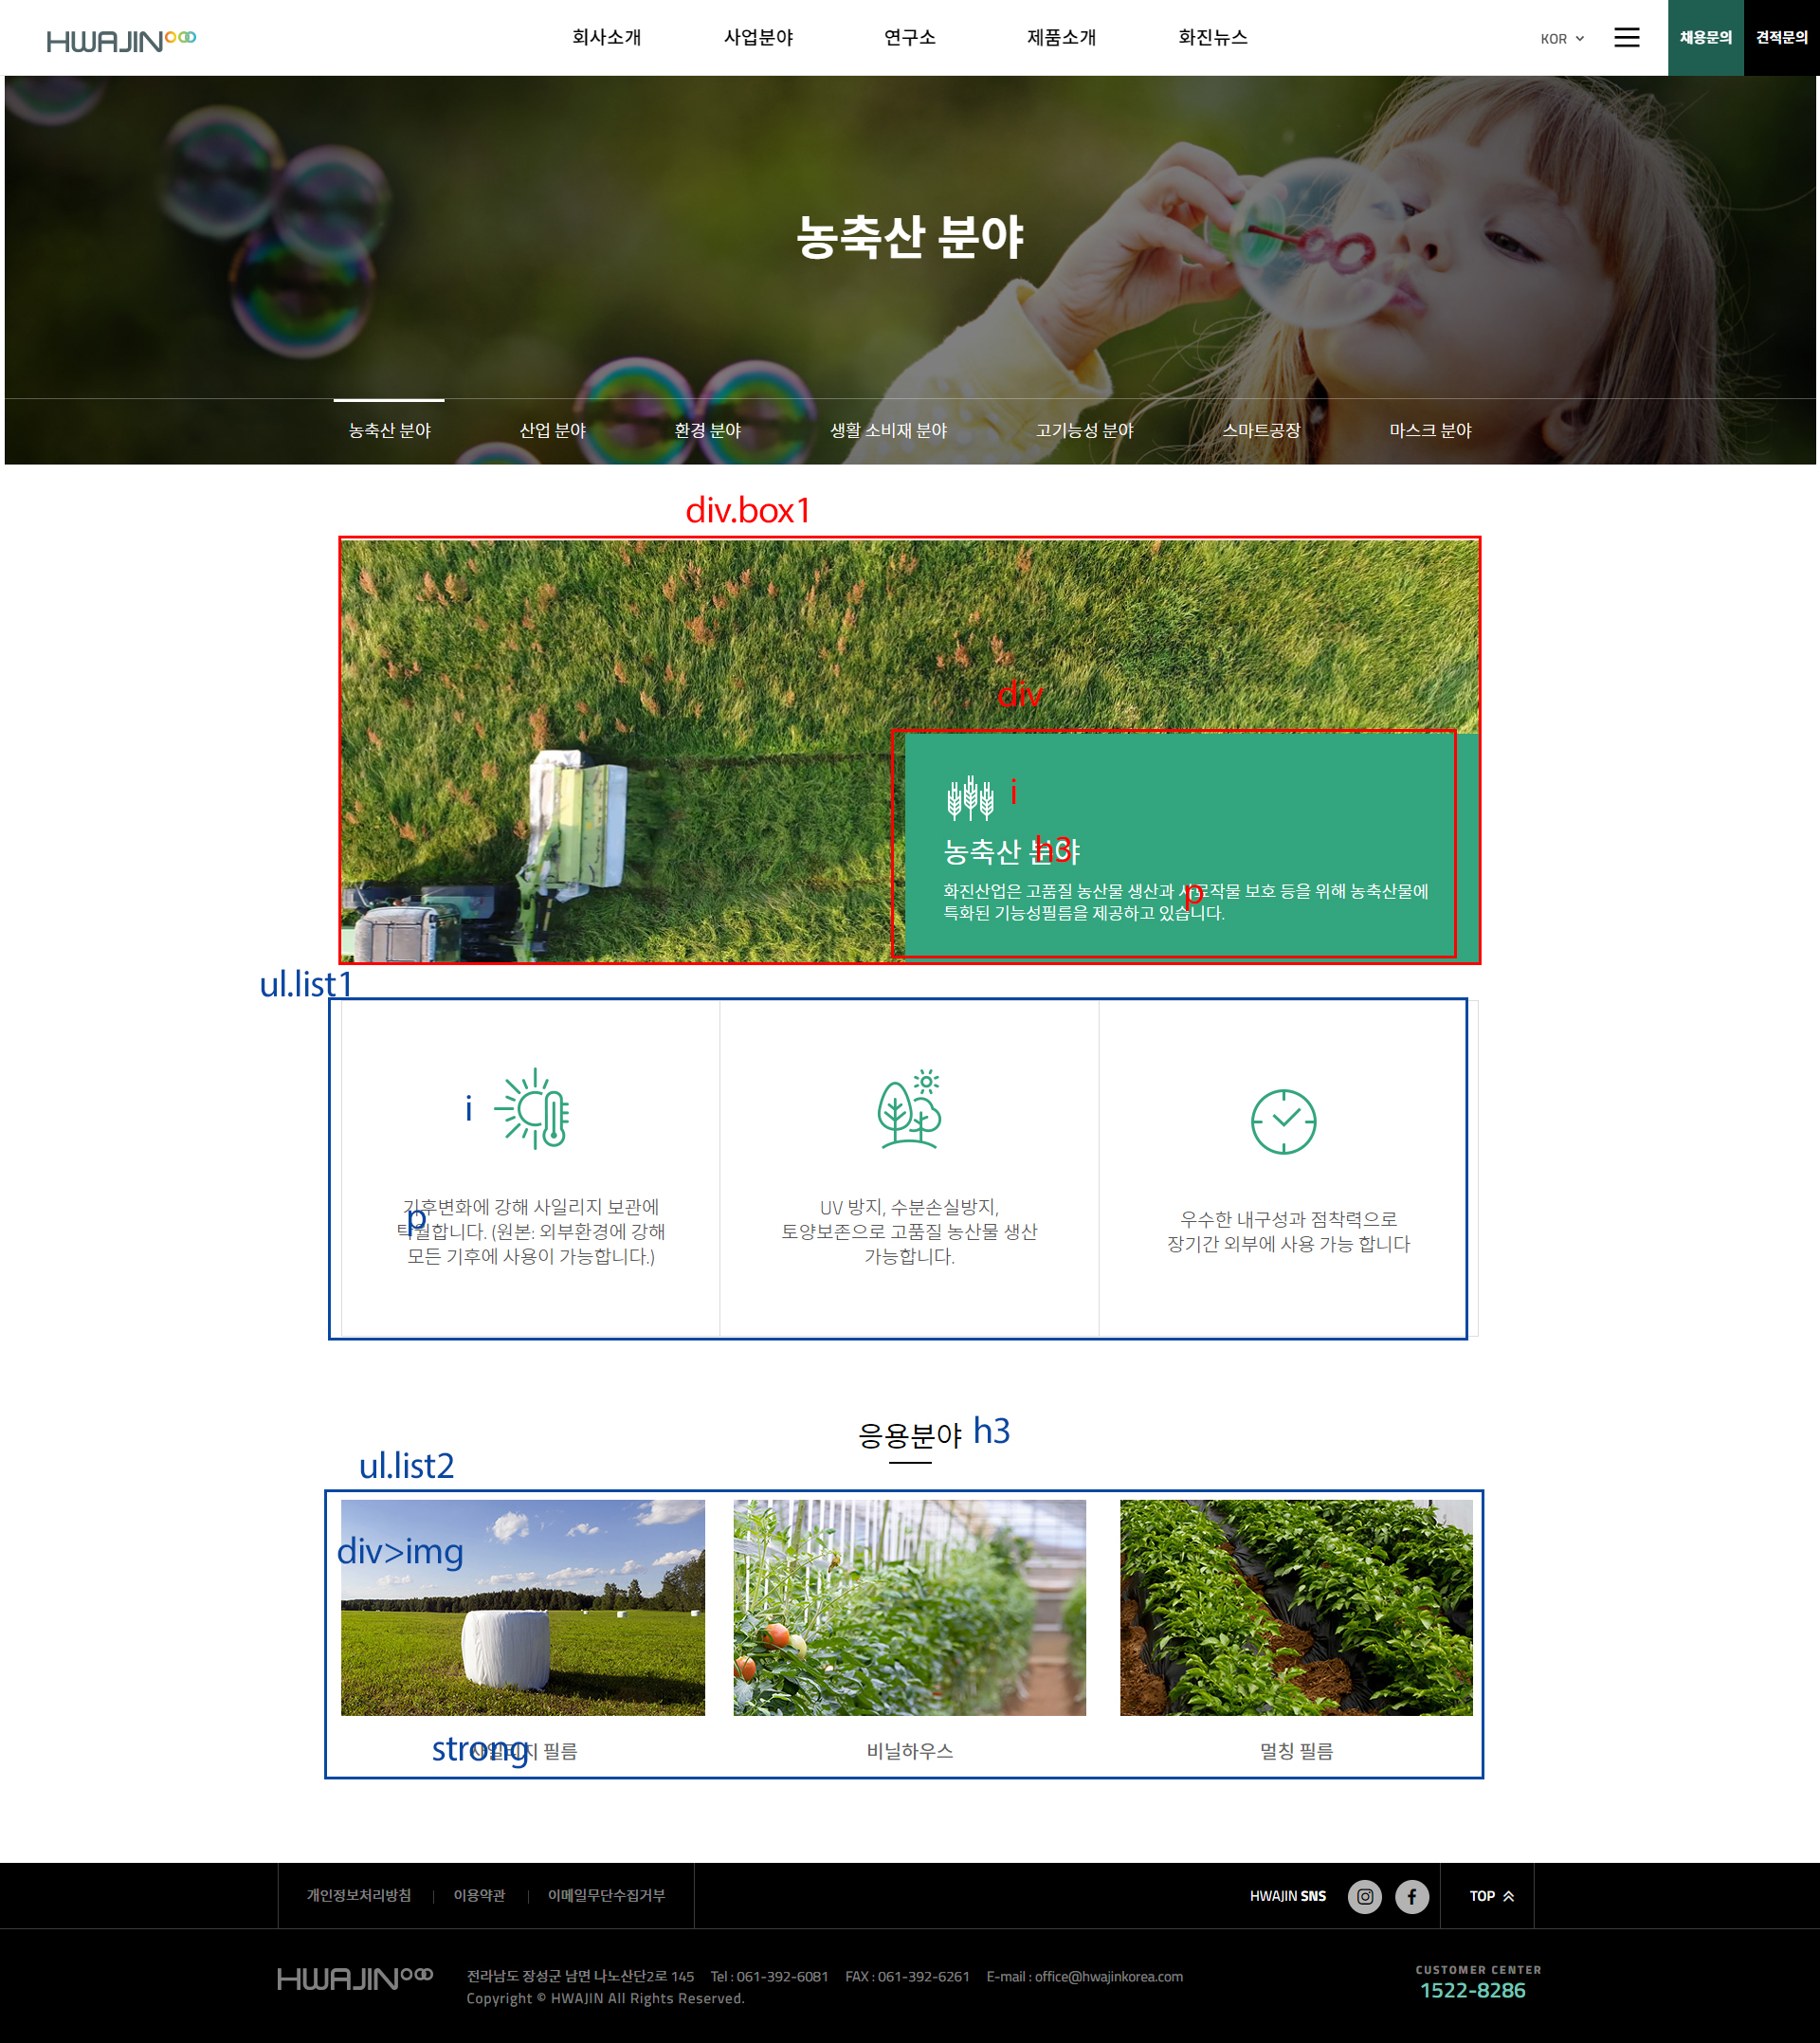 HWAJIN
회사소개
사업분야
연구소
제품소개
화진뉴스
KOR
채용문의
견적문의
농축산 분야
농축산 분야
산업 분야
환경 분야
생활 소비재 분야
고기능성 분야
스마트공장
마스크 분야
div.box1
div
i
농축산 분야
h3
화진산업은 고품질 농산물 생산과 사료작물 보호 등을 위해 농축산물에
p
특화된 기능성필름을 제공하고 있습니다.
ul.list1
i
기후변화에 강해 사일리지 보관에
p
탁월합니다. (원본: 외부환경에 강해
모든 기후에 사용이 가능합니다.)
UV 방지, 수분손실방지,
토양보존으로 고품질 농산물 생산
가능합니다.
우수한 내구성과 점착력으로
장기간 외부에 사용 가능 합니다
응용분야
h3
ul.list2
div>img
strong
사일리지 필름
비닐하우스
멀칭 필름
개인정보처리방침
이용약관
이메일무단수집거부
HWAJIN SNS
TOP
HWAJIN
전라남도 장성군 남면 나노산단2로 145 Tel : 061-392-6081 FAX : 061-392-6261 E-mail : office@hwajinkorea.com
Copyright © HWAJIN All Rights Reserved.
CUSTOMER CENTER
1522-8286